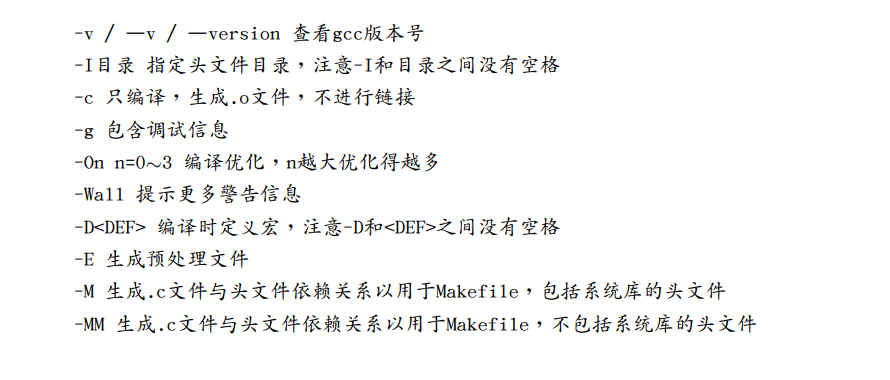 -v / —v / —version 查看gcc版本号
-I目录 指定头文件目录，注意-I和目录之间没有空格
-c 只编译，生成.o文件，不进行链接
-g 包含调试信息
-On n=0~3 编译优化，n越大优化得越多
-Wall 提示更多警告信息
-D<DEF> 编译时定义宏，注意-D和<DEF>之间没有空格
-E 生成预处理文件
-M 生成.c文件与头文件依赖关系以用于Makefile，包括系统库的头文件
-MM 生成.c文件与头文件依赖关系以用于Makefile，不包括系统库的头文件